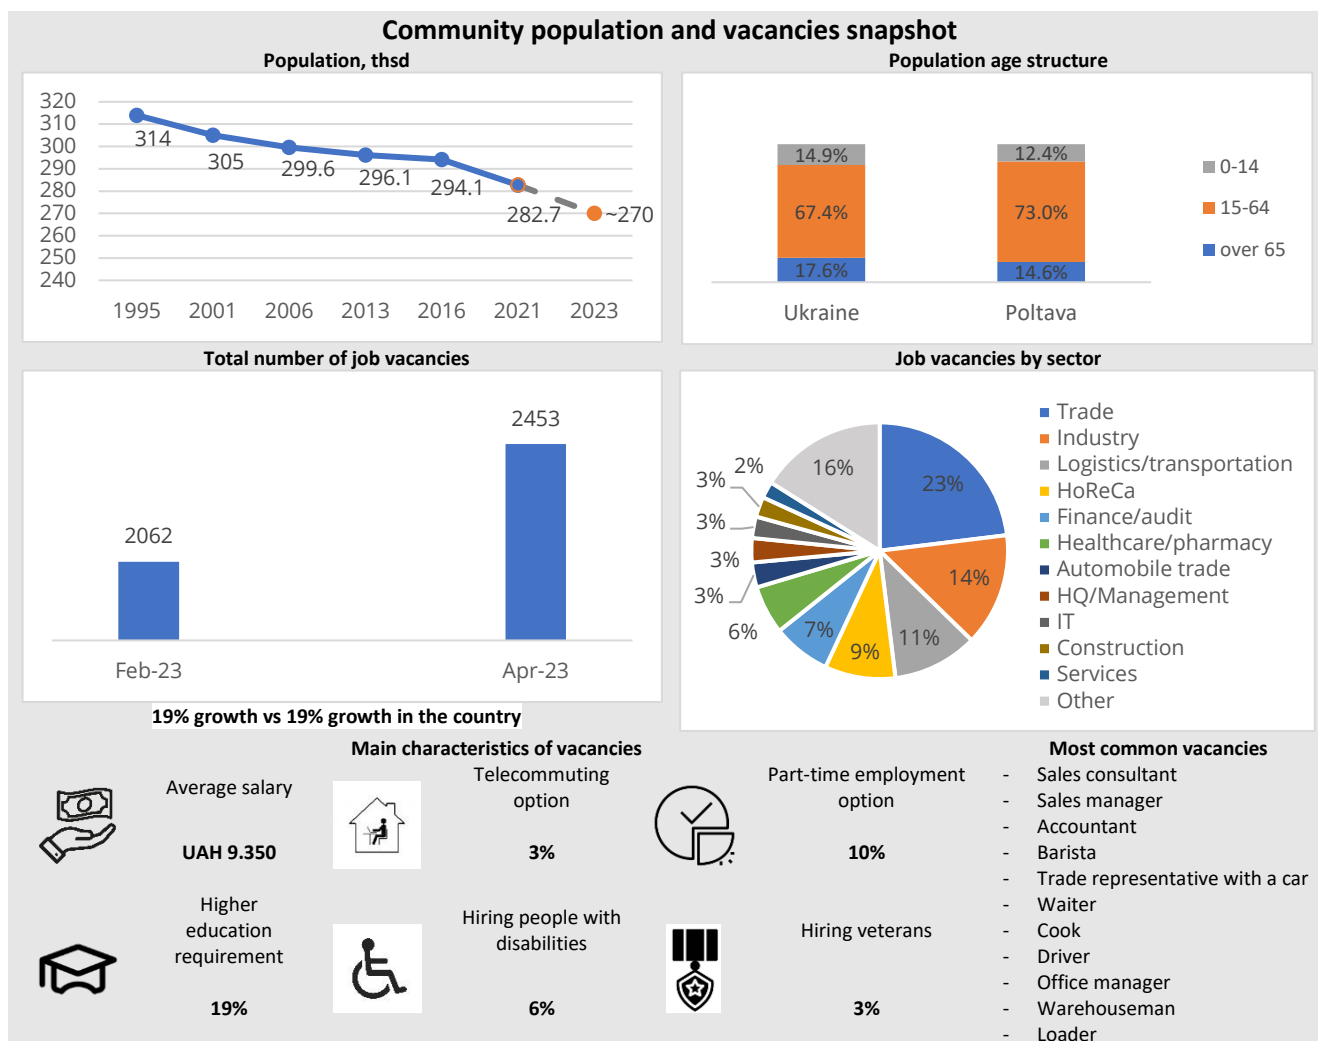 Community population and vacancies snapshot
Population, thsd
320
310
300
290
280
270
260
250
240
314
305
299.6
296.1
294.1
282.7
~270
1995 2001 2006 2013 2016 2021 2023
Population age structure
14.9% 12.4%
67.4% 73.0%
17.6% 14.6%
Ukraine Poltava
0-14
15-64
over 65
Total number of job vacancies
2062
2453
Feb-23 Apr-23
19% growth vs 19% growth in the country
Job vacancies by sector
23%
14%
11%
9%
7%
6%
3%
3%
3%
3%
2%
16%
Trade
Industry
Logistics/transportation
HoReCa
Finance/audit
Healthcare/pharmacy
Automobile trade
HQ/Management
IT
Construction
Services
Other
Main characteristics of vacancies
Average salary
UAH 9.350
Telecommuting
option
3%
Part-time employment
option
10%
Higher
education
requirement
19%
Hiring people with
disabilities
6%
Hiring veterans
3%
Most common vacancies
- Sales consultant
- Sales manager
- Accountant
- Barista
- Trade representative with a car
- Waiter
- Cook
- Driver
- Office manager
- Warehouseman
- Loader